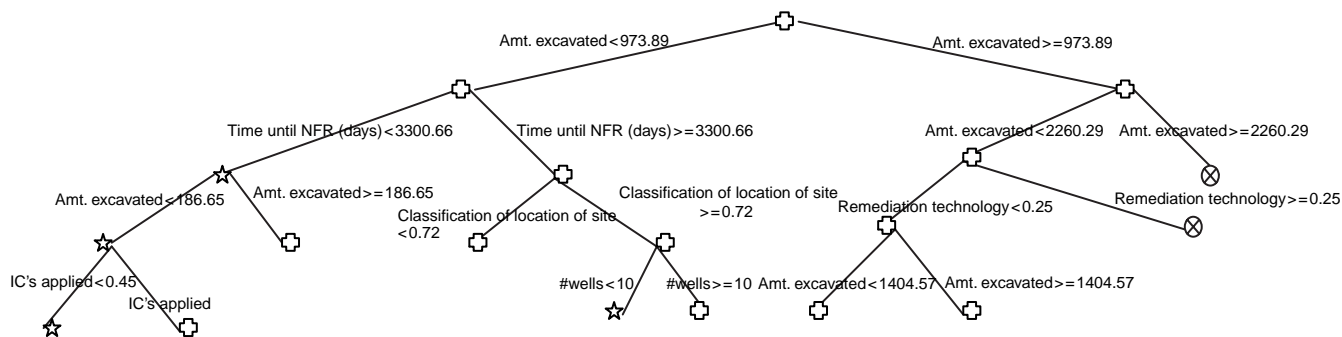 Amt. excavated<973.89
Amt. excavated>=973.89
Time until NFR (days)<3300.66
Time until NFR (days)>=3300.66
Amt. excavated<2260.29
Amt. excavated>=2260.29
Amt. excavated<186.65
Amt. excavated>=186.65
Classification of location of site
<0.72
Classification of location of site
>=0.72
Remediation technology<0.25
Remediation technology>=0.25
IC's applied<0.45
IC's applied
#wells<10
#wells>=10
Amt. excavated<1404.57
Amt. excavated>=1404.57